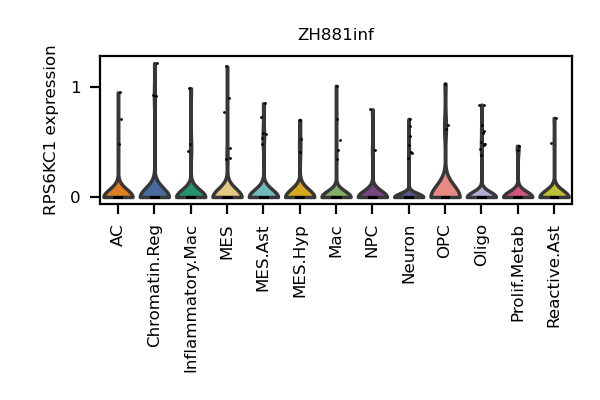 ZH881inf
RPS6KC1 expression
1
0
AC
Chromatin.Reg
Inflammatory.Mac
MES
MES.Ast
MES.Hyp
Mac
NPC
Neuron
OPC
Oligo
Prolif.Metab
Reactive.Ast